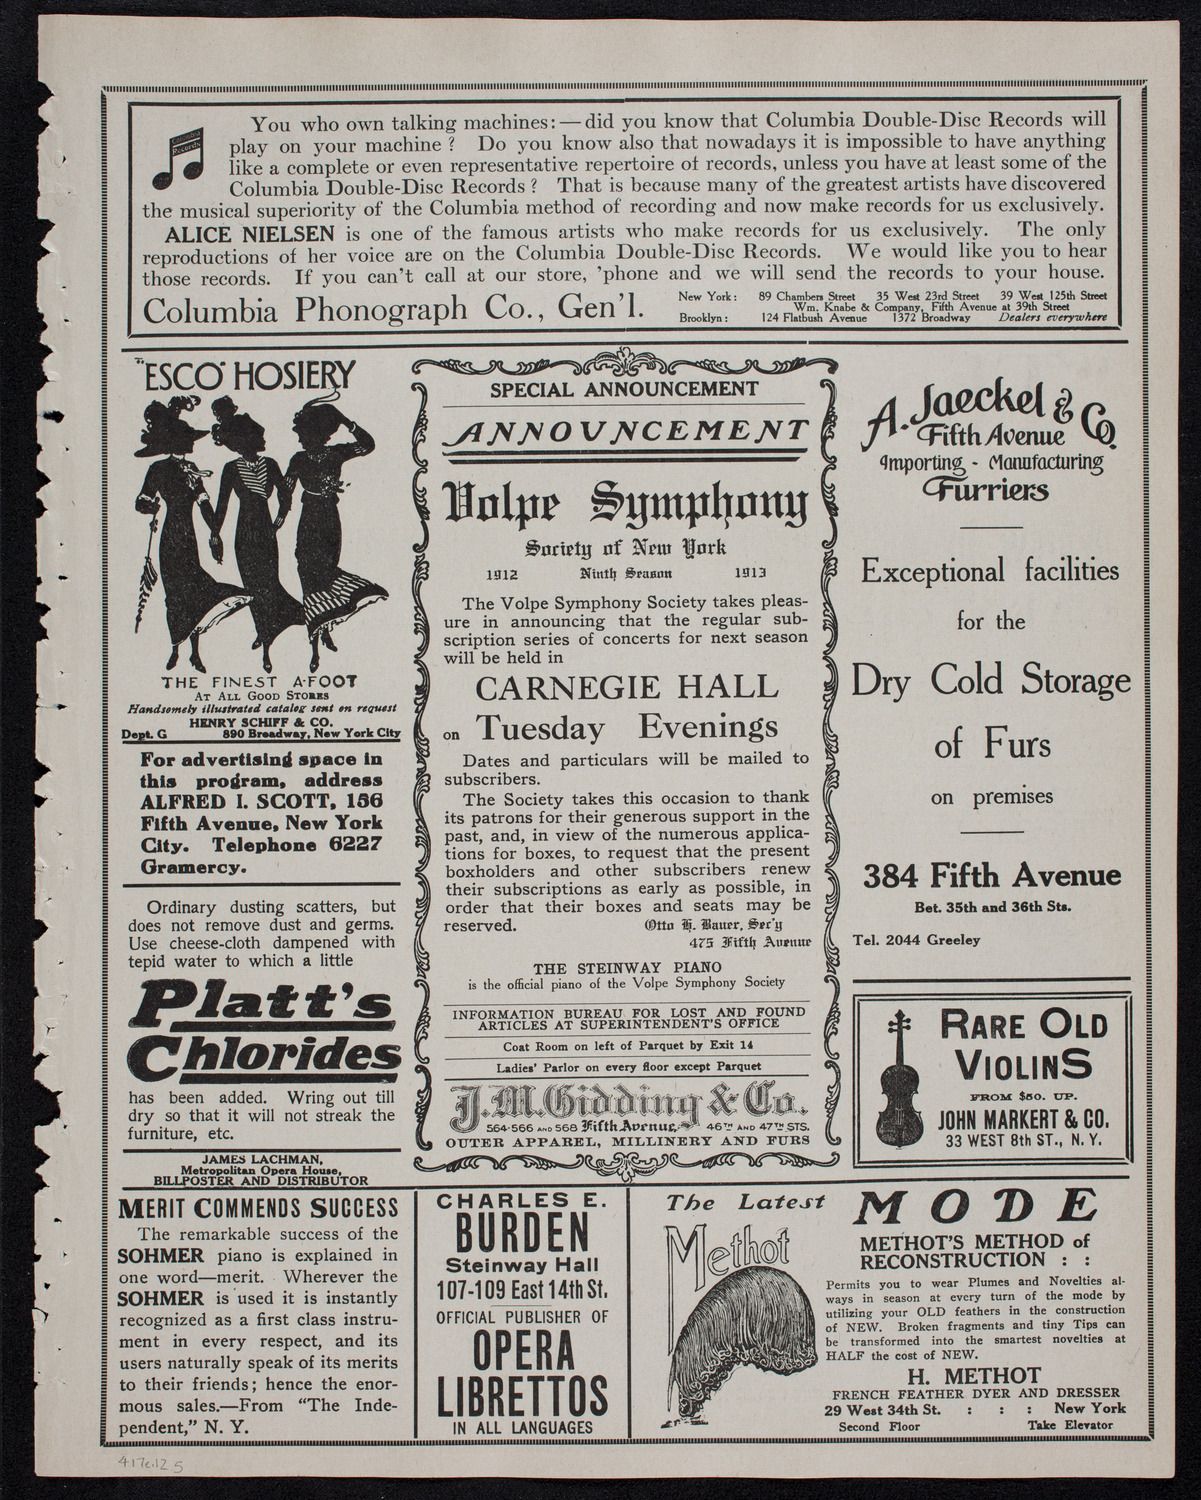 Columbia
Records
You who own talking machines:—did you know that Columbia Double-Disc Records will
play on your machine? Do you know also that nowadays it is impossible to have anything
like a complete or even representative repertoire of records, unless you have at least some of the
Columbia Double-Disc Records? That is because many of the greatest artists have discovered
the musical superiority of the Columbia method of recording and now make records for us exclusively.
ALICE NIELSEN is one of the famous artists who make records for us exclusively. The only
reproductions of her voice are on the Columbia Double-Disc Records. We would like you to hear
those records. If you can't call at our store, 'phone and we will send the records to your house.
Columbia Phonograph Co., Gen'l.
New York: 89 Chambers Street 35 West 23rd Street 39 West 125th Street
Wm. Knabe & Company, Fifth Avenue at 39th Street
Brooklyn: 124 Flatbush Avenue 1372 Broadway Dealers everywhere
"ESCO" HOSIERY
THE FINEST A-FOOT
AT ALL GOOD STORES
Handsomely illustrated catalog sent on request
HENRY SCHIFF & CO.
Dept. G 890 Broadway, New York City
For advertising space in
this program, address
ALFRED I. SCOTT, 156
Fifth Avenue, New York
City. Telephone 6227
Gramercy.
Ordinary dusting scatters, but
does not remove dust and germs.
Use cheese-cloth dampened with
tepid water to which a little
Platt's
Chlorides
has been added. Wring out till
dry so that it will not streak the
furniture, etc.
JAMES LACHMAN,
Metropolitan Opera House,
BILLPOSTER AND DISTRIBUTOR
SPECIAL ANNOUNCEMENT
ANNOUNCEMENT
Volpe Symphony
Society of New York
1912 Ninth Season 1913
The Volpe Symphony Society takes pleas-
ure in announcing that the regular sub-
scription series of concerts for next season
will be held in
CARNEGIE HALL
on Tuesday Evenings
Dates and particulars will be mailed to
subscribers.
The Society takes this occasion to thank
its patrons for their generous support in the
past, and, in view of the numerous applica-
tions for boxes, to request that the present
boxholders and other subscribers renew
their subscriptions as early as possible, in
order that their boxes and seats may be
reserved. Otto H. Bauer, Sec'y
475 Fifth Avenue
THE STEINWAY PIANO
is the official piano of the Volpe Symphony Society
INFORMATION BUREAU FOR LOST AND FOUND
ARTICLES AT SUPERINTENDENT'S OFFICE
Coat Room on left of Parquet by Exit 14
Ladies' Parlor on every floor except Parquet
J.M. Gidding & Co.
564-566 AND 568 Fifth Avenue, 46TH AND 47TH STS.
OUTER APPAREL, MILLINERY AND FURS
A. Jaeckel & Co.
Fifth Avenue
Importing - Manufacturing
Furriers
Exceptional facilities
for the
Dry Cold Storage
of Furs
on premises
384 Fifth Avenue
Bet. 35th and 36th Sts.
Tel. 2044 Greeley
RARE OLD
VIOLINS
FROM $50. UP.
JOHN MARKERT & CO.
33 WEST 8th ST., N. Y.
MERIT COMMENDS SUCCESS
The remarkable success of the
SOHMER piano is explained in
one word—merit. Wherever the
SOHMER is used it is instantly
recognized as a first class instru-
ment in every respect, and its
users naturally speak of its merits
to their friends; hence the enor-
mous sales.—From "The Inde-
pendent," N. Y.
CHARLES E.
BURDEN
Steinway Hall
107-109 East 14th St.
OFFICIAL PUBLISHER OF
OPERA
LIBRETTOS
IN ALL LANGUAGES
The Latest MODE
Methot
METHOT'S METHOD of
RECONSTRUCTION : :
Permits you to wear Plumes and Novelties al-
ways in season at every turn of the mode by
utilizing your OLD feathers in the construction
of NEW. Broken fragments and tiny Tips can
be transformed into the smartest novelties at
HALF the cost of NEW.
H. METHOT
FRENCH FEATHER DYER AND DRESSER
29 West 34th St. : : : New York
Second Floor Take Elevator